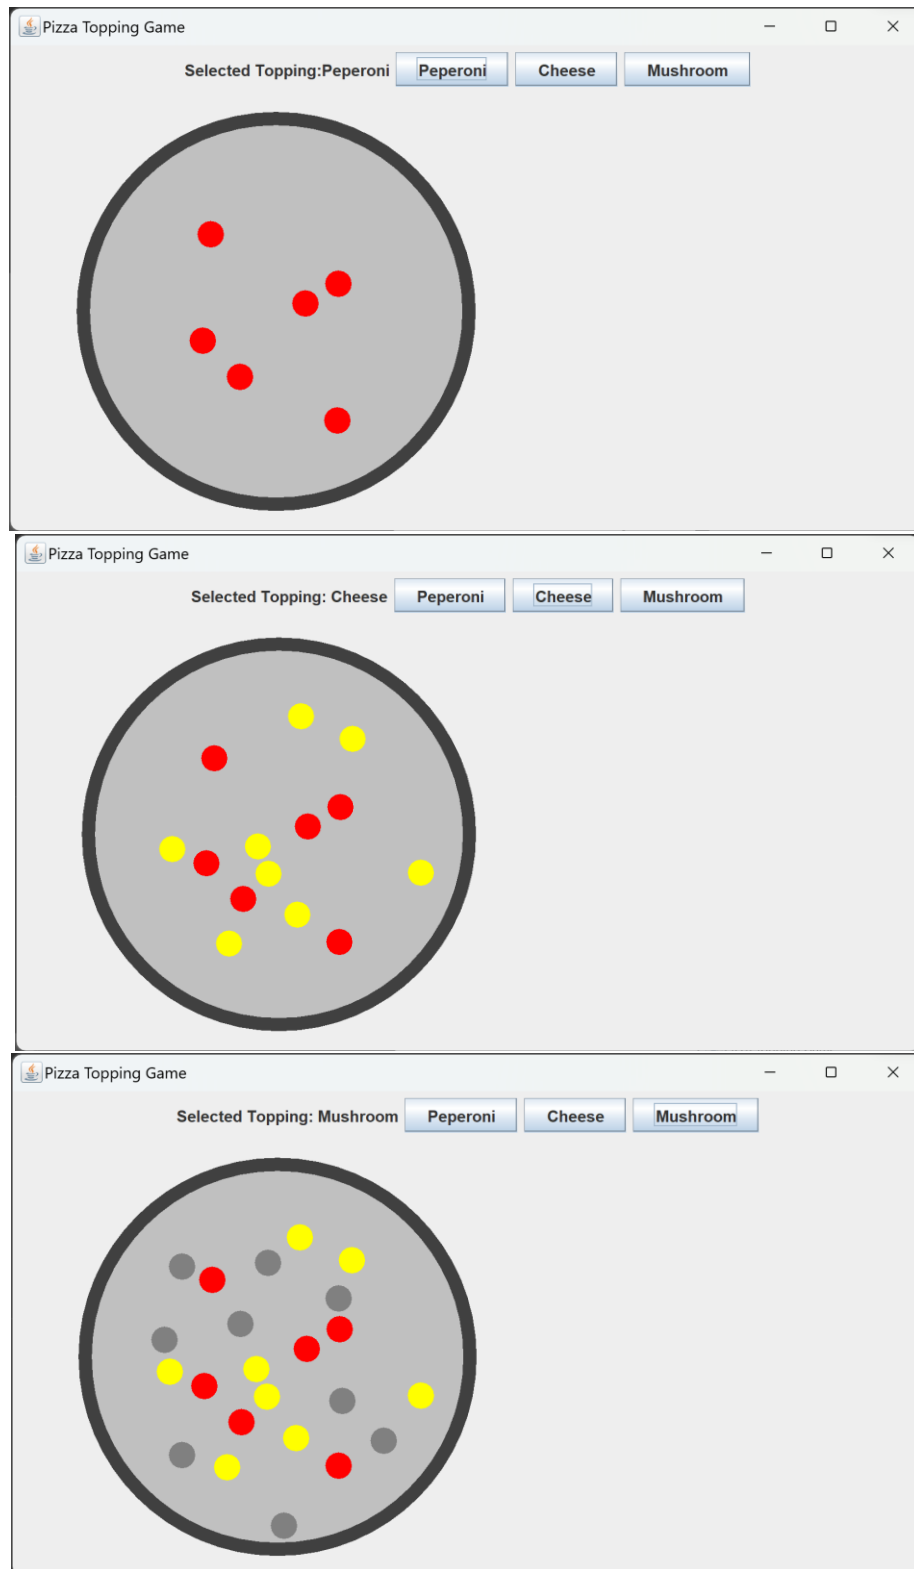 Pizza Topping Game
Selected Topping:Peperoni Peperoni Cheese Mushroom
Pizza Topping Game
Selected Topping: Cheese Peperoni Cheese Mushroom
Pizza Topping Game
Selected Topping: Mushroom Peperoni Cheese Mushroom